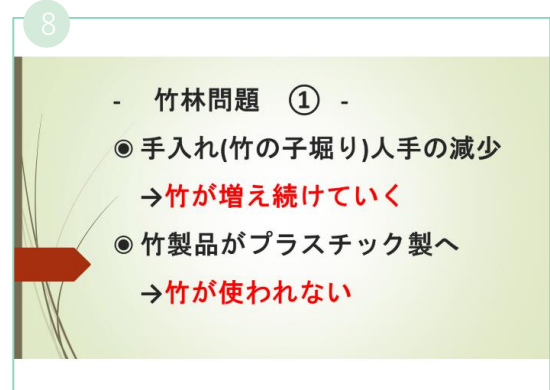 8
- 竹林問題 ① -
◉ 手入れ(竹の子堀り)人手の減少
→竹が増え続けていく
◉ 竹製品がプラスチック製へ
→竹が使われない